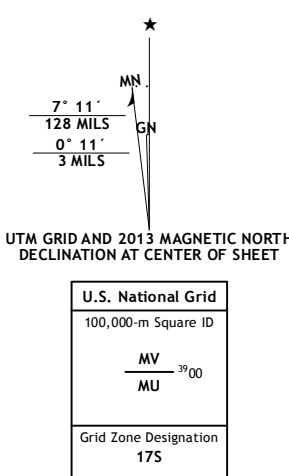 ★
MN
7° 11´
128 MILS
GN
0° 11´
3 MILS
UTM GRID AND 2013 MAGNETIC NORTH
DECLINATION AT CENTER OF SHEET
U.S. National Grid
100,000-m Square ID
MV
3900
MU
Grid Zone Designation
17S